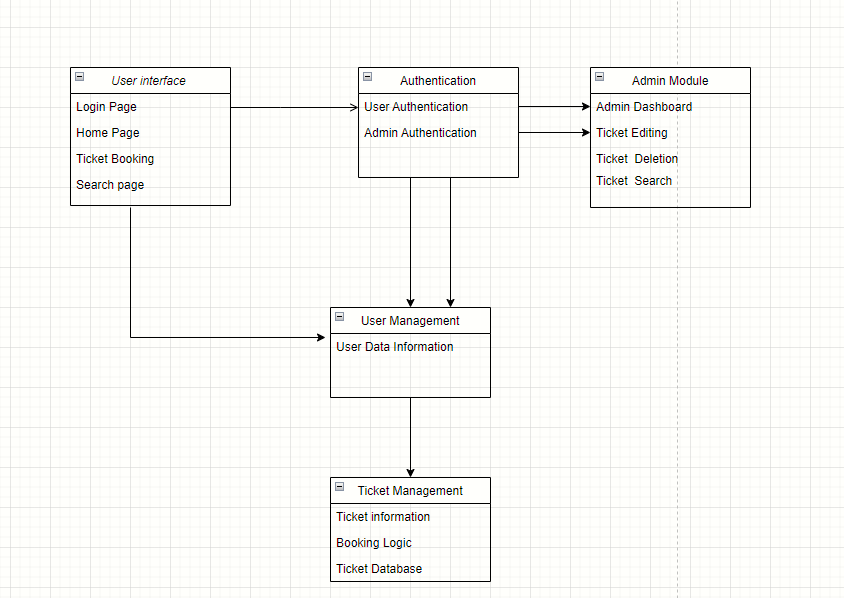 User interface
Login Page
Home Page
Ticket Booking
Search page
Authentication
User Authentication
Admin Authentication
Admin Module
Admin Dashboard
Ticket Editing
Ticket  Deletion
Ticket  Search
User Management
User Data Information
Ticket Management
Ticket information
Booking Logic
Ticket Database